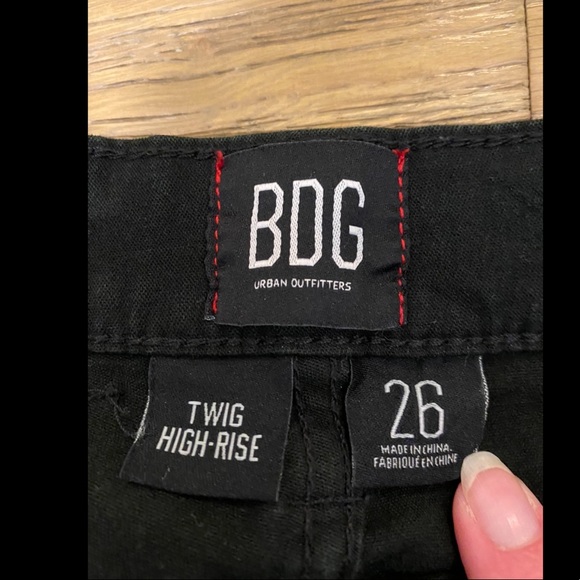 BDG
URBAN OUTFITTERS
TWIG
HIGH-RISE
26
MADE IN CHINA
FABRIQUÉ EN CHINE